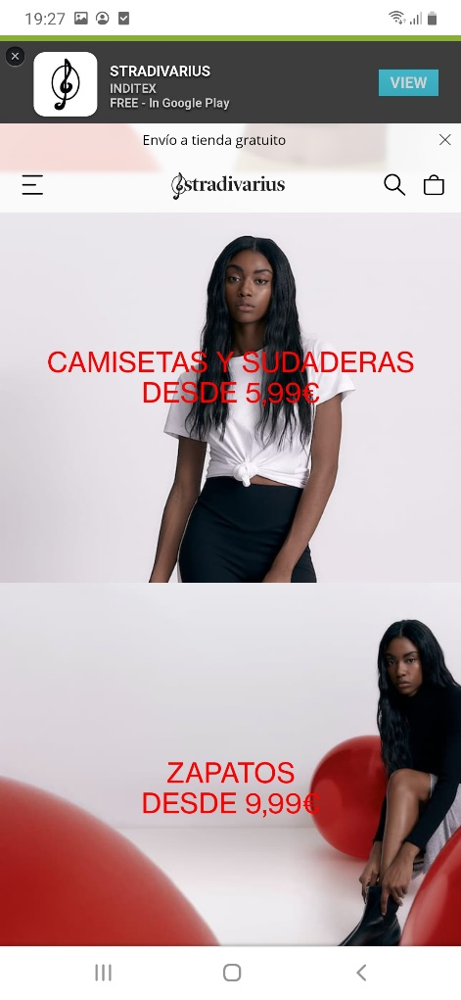 19:27
STRADIVARIUS
INDITEX
FREE - In Google Play
VIEW
Envío a tienda gratuito
stradivarius
CAMISETAS Y SUDADERAS
DESDE 5,99€
ZAPATOS
DESDE 9,99€